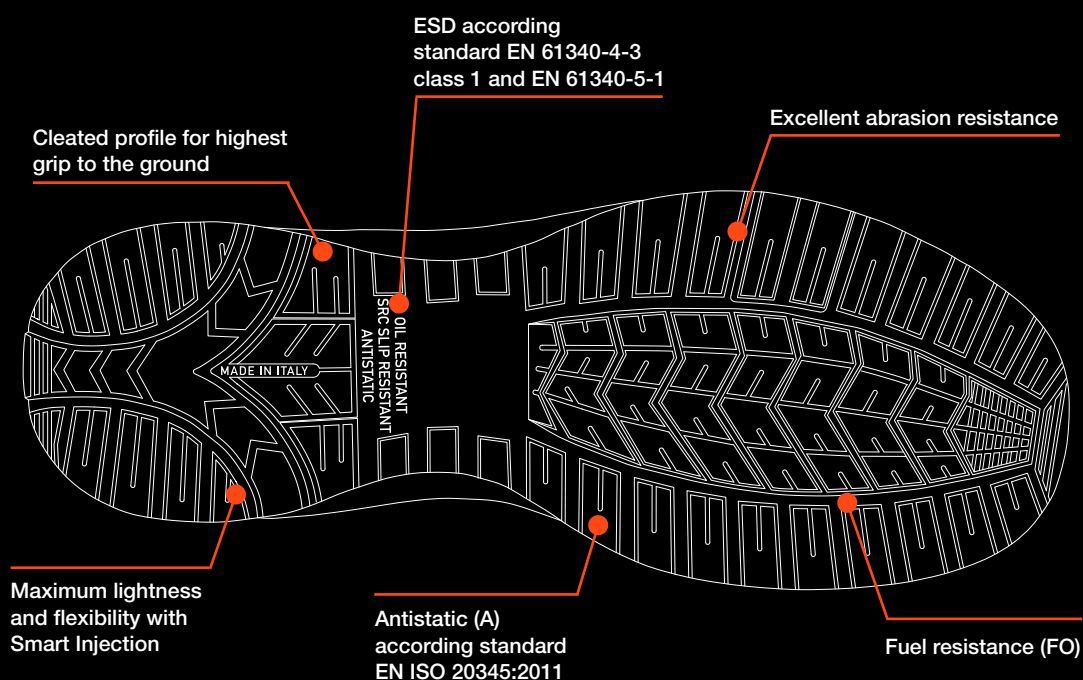 ESD according
standard EN 61340-4-3
class 1 and EN 61340-5-1
Excellent abrasion resistance
Cleated profile for highest
grip to the ground
OIL RESISTANT
SRC SLIP RESISTANT
ANTISTATIC
MADE IN ITALY
Maximum lightness
and flexibility with
Smart Injection
Antistatic (A)
according standard
EN ISO 20345:2011
Fuel resistance (FO)